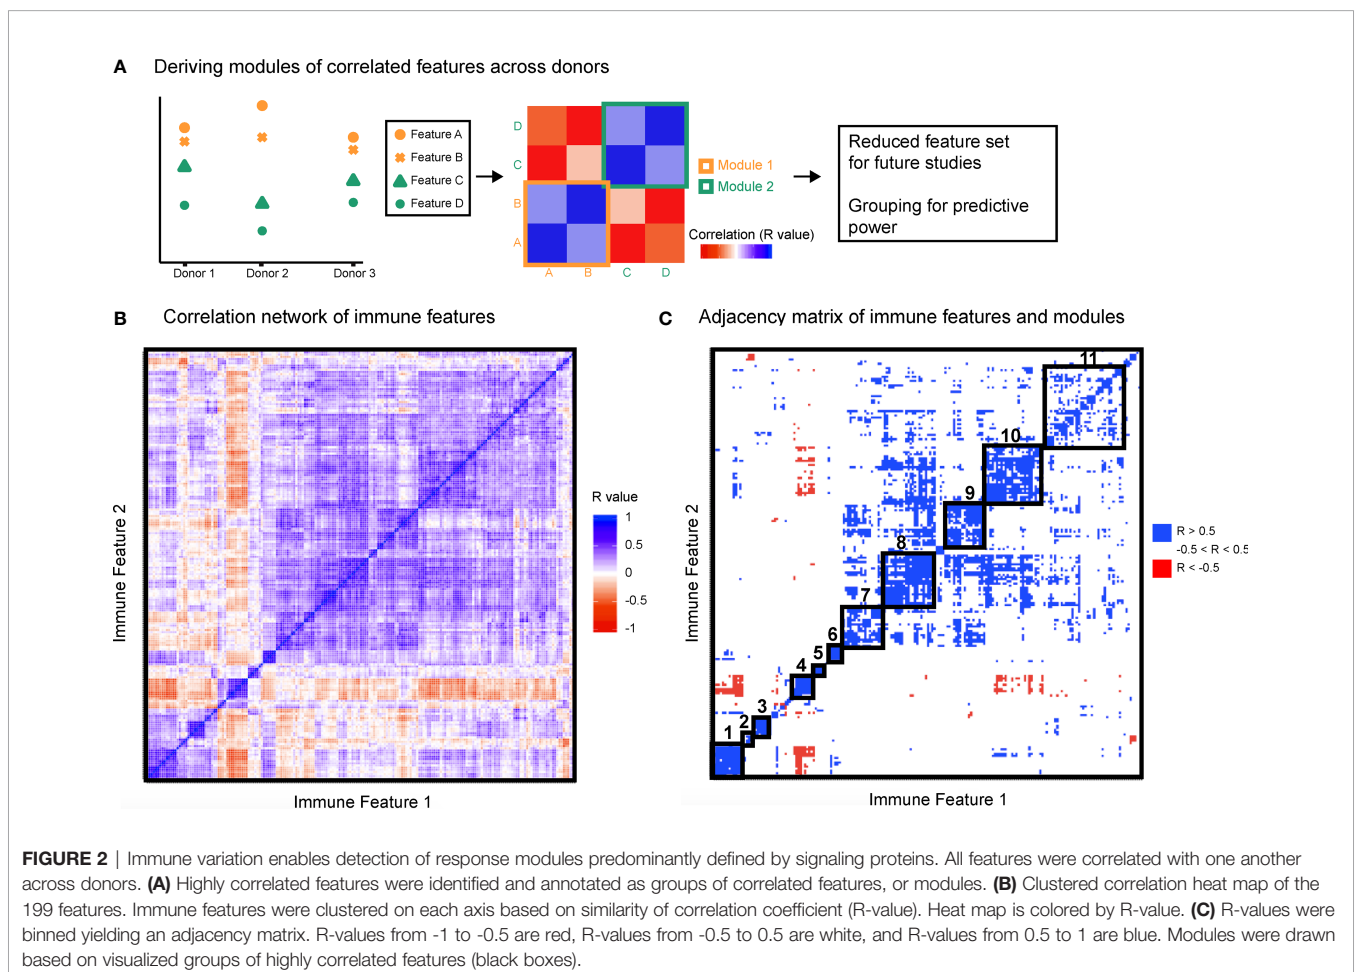 A Deriving modules of correlated features across donors
Feature A
Feature B
Feature C
Feature D
Donor 1 Donor 2 Donor 3
D
C
B
A
A B C D
Module 1
Module 2
Correlation (R value)
Reduced feature set
for future studies
Grouping for predictive
power
B Correlation network of immune features
Immune Feature 2
Immune Feature 1
R value
1
0.5
0
-0.5
-1
C Adjacency matrix of immune features and modules
Immune Feature 2
11
10
9
8
7
6
5
4
3
2
1
Immune Feature 1
R > 0.5
-0.5 < R < 0.5
R < -0.5
FIGURE 2 | Immune variation enables detection of response modules predominantly defined by signaling proteins. All features were correlated with one another
across donors. (A) Highly correlated features were identified and annotated as groups of correlated features, or modules. (B) Clustered correlation heat map of the
199 features. Immune features were clustered on each axis based on similarity of correlation coefficient (R-value). Heat map is colored by R-value. (C) R-values were
binned yielding an adjacency matrix. R-values from -1 to -0.5 are red, R-values from -0.5 to 0.5 are white, and R-values from 0.5 to 1 are blue. Modules were drawn
based on visualized groups of highly correlated features (black boxes).